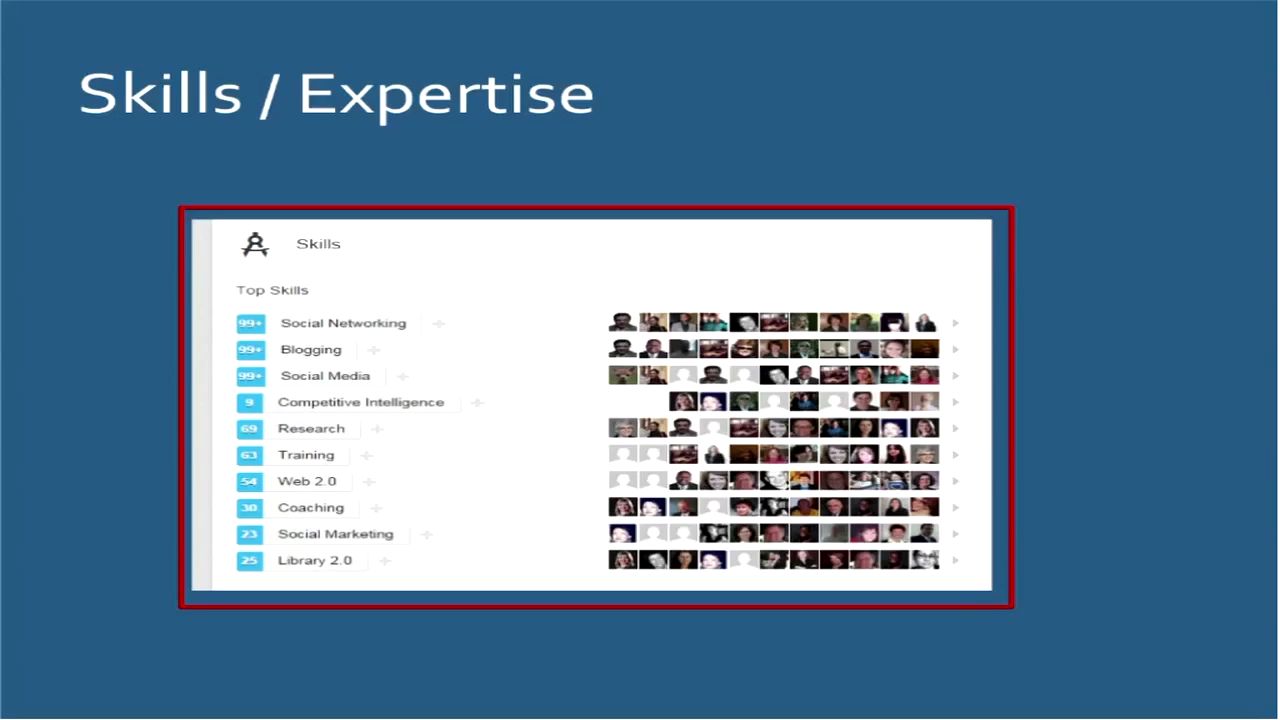 Skills / Expertise
Skills
Top Skills
99+ Social Networking
99+ Blogging
99+ Social Media
9 Competitive Intelligence
69 Research
63 Training
54 Web 2.0
30 Coaching
23 Social Marketing
25 Library 2.0